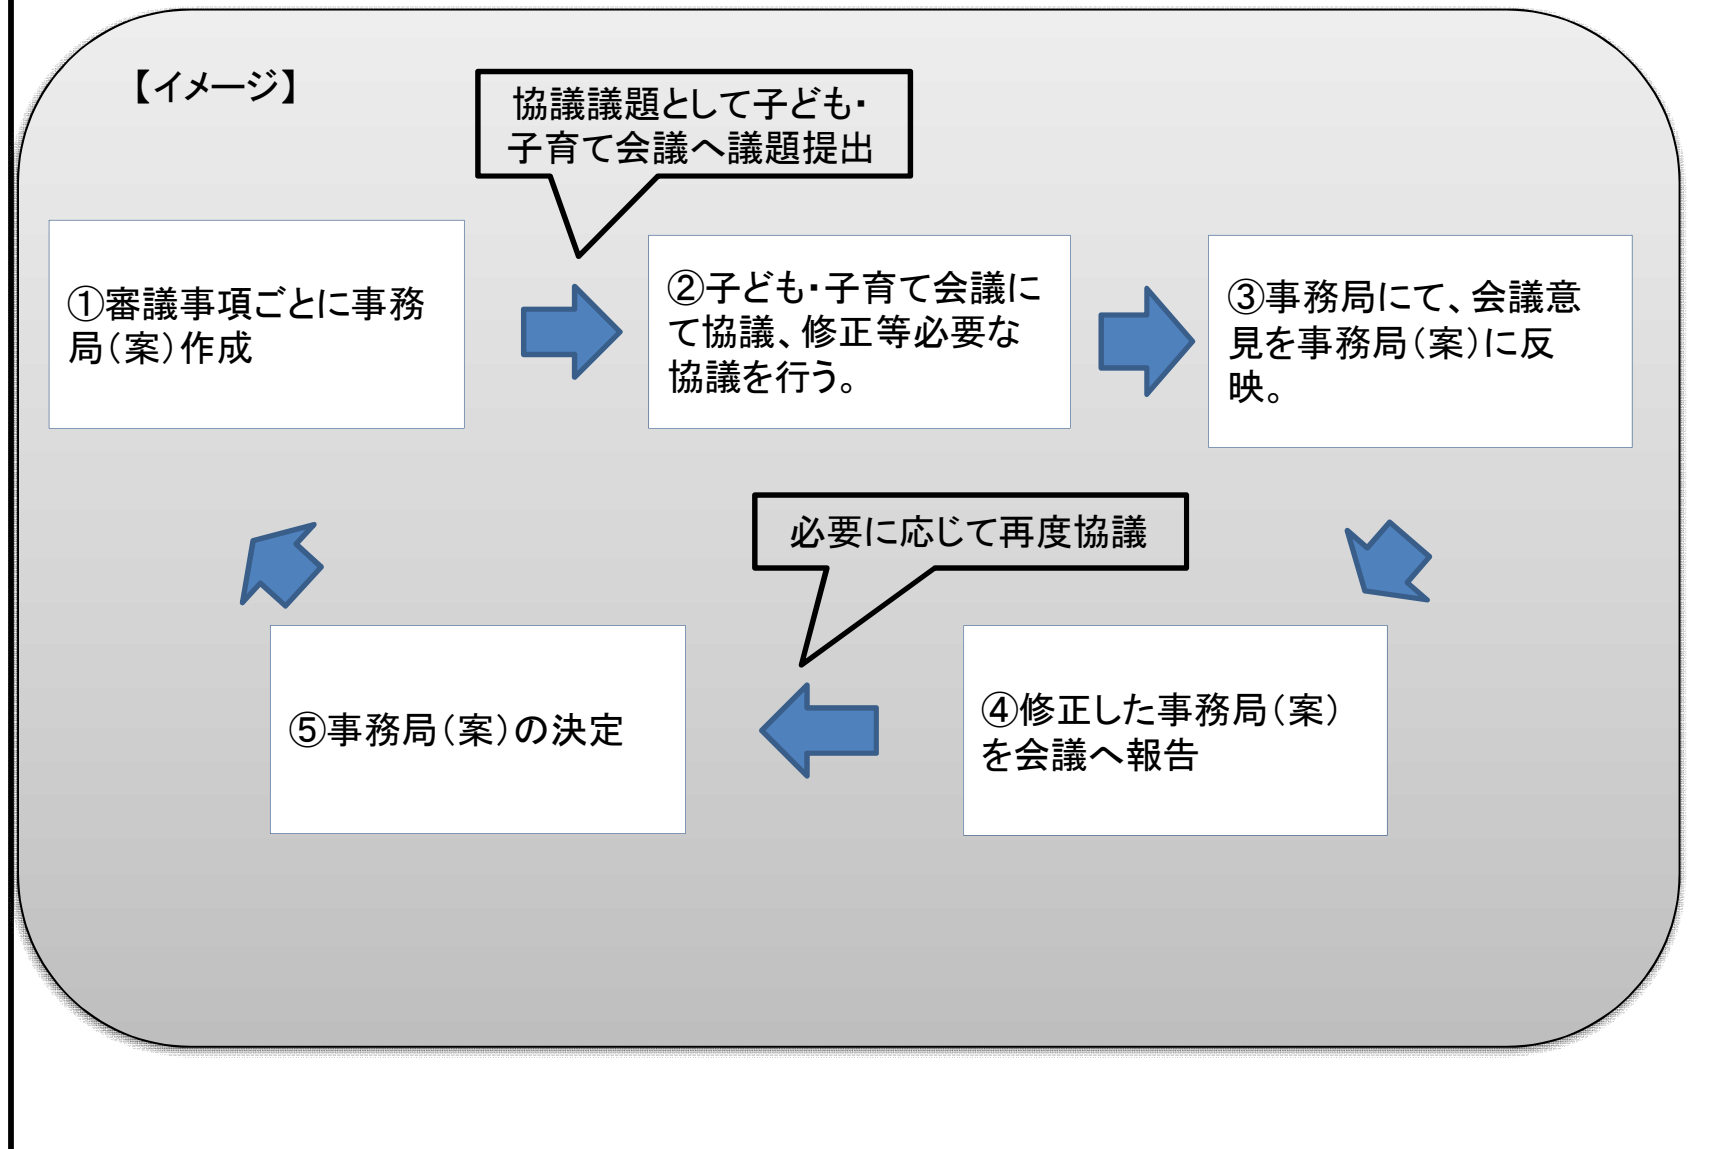 【イメージ】
協議議題として子ども・
子育て会議へ議題提出
①審議事項ごとに事務
局（案）作成
②子ども・子育て会議に
て協議、修正等必要な
協議を行う。
③事務局にて、会議意
見を事務局（案）に反
映。
必要に応じて再度協議
④修正した事務局（案）
を会議へ報告
⑤事務局（案）の決定